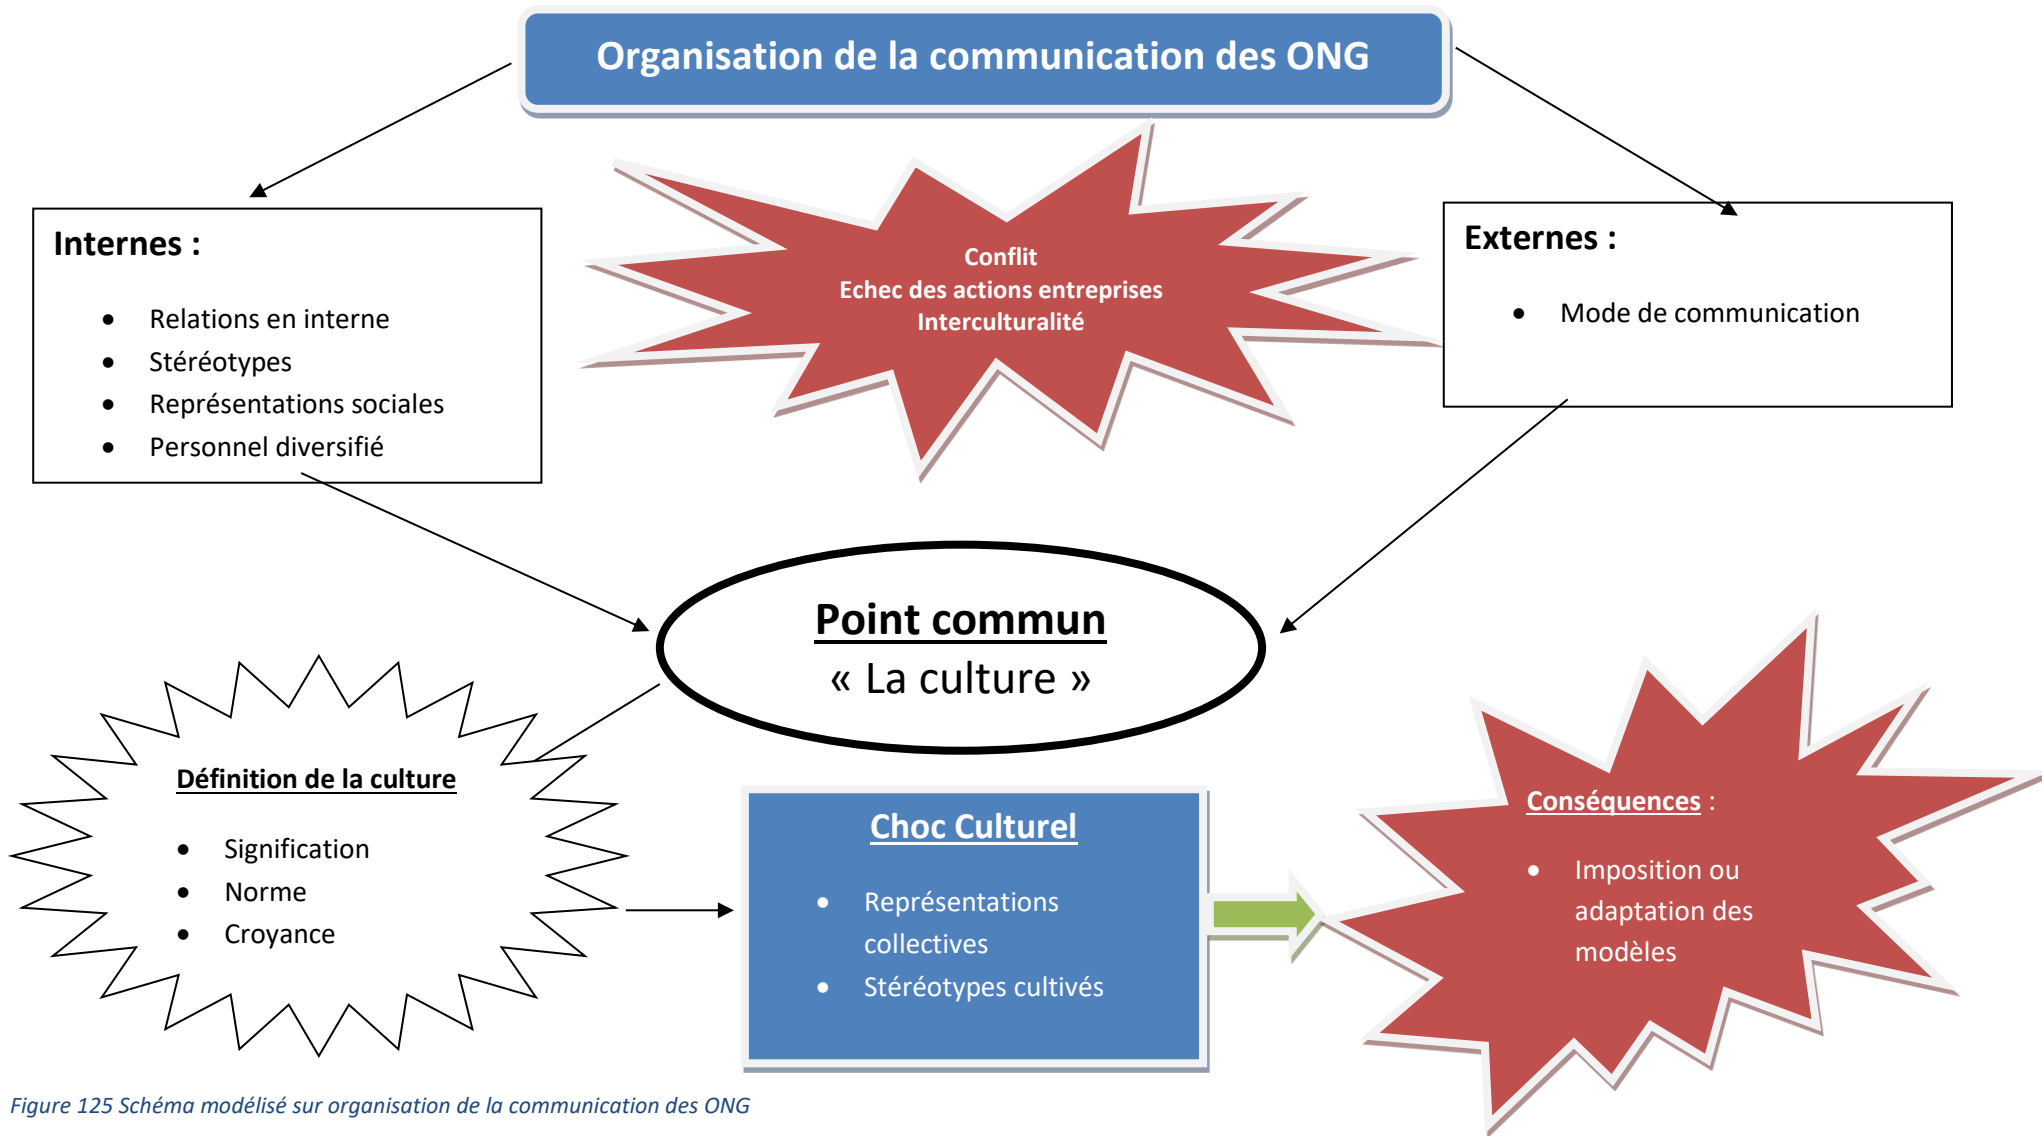 Organisation de la communication des ONG
Internes :
• Relations en interne
• Stéréotypes
• Représentations sociales
• Personnel diversifié
Conflit
Echec des actions entreprises
Interculturalité
Externes :
• Mode de communication
Point commun
« La culture »
Définition de la culture
• Signification
• Norme
• Croyance
Choc Culturel
• Représentations
collectives
• Stéréotypes cultivés
Conséquences :
• Imposition ou
adaptation des
modèles
Figure 125 Schéma modélisé sur organisation de la communication des ONG